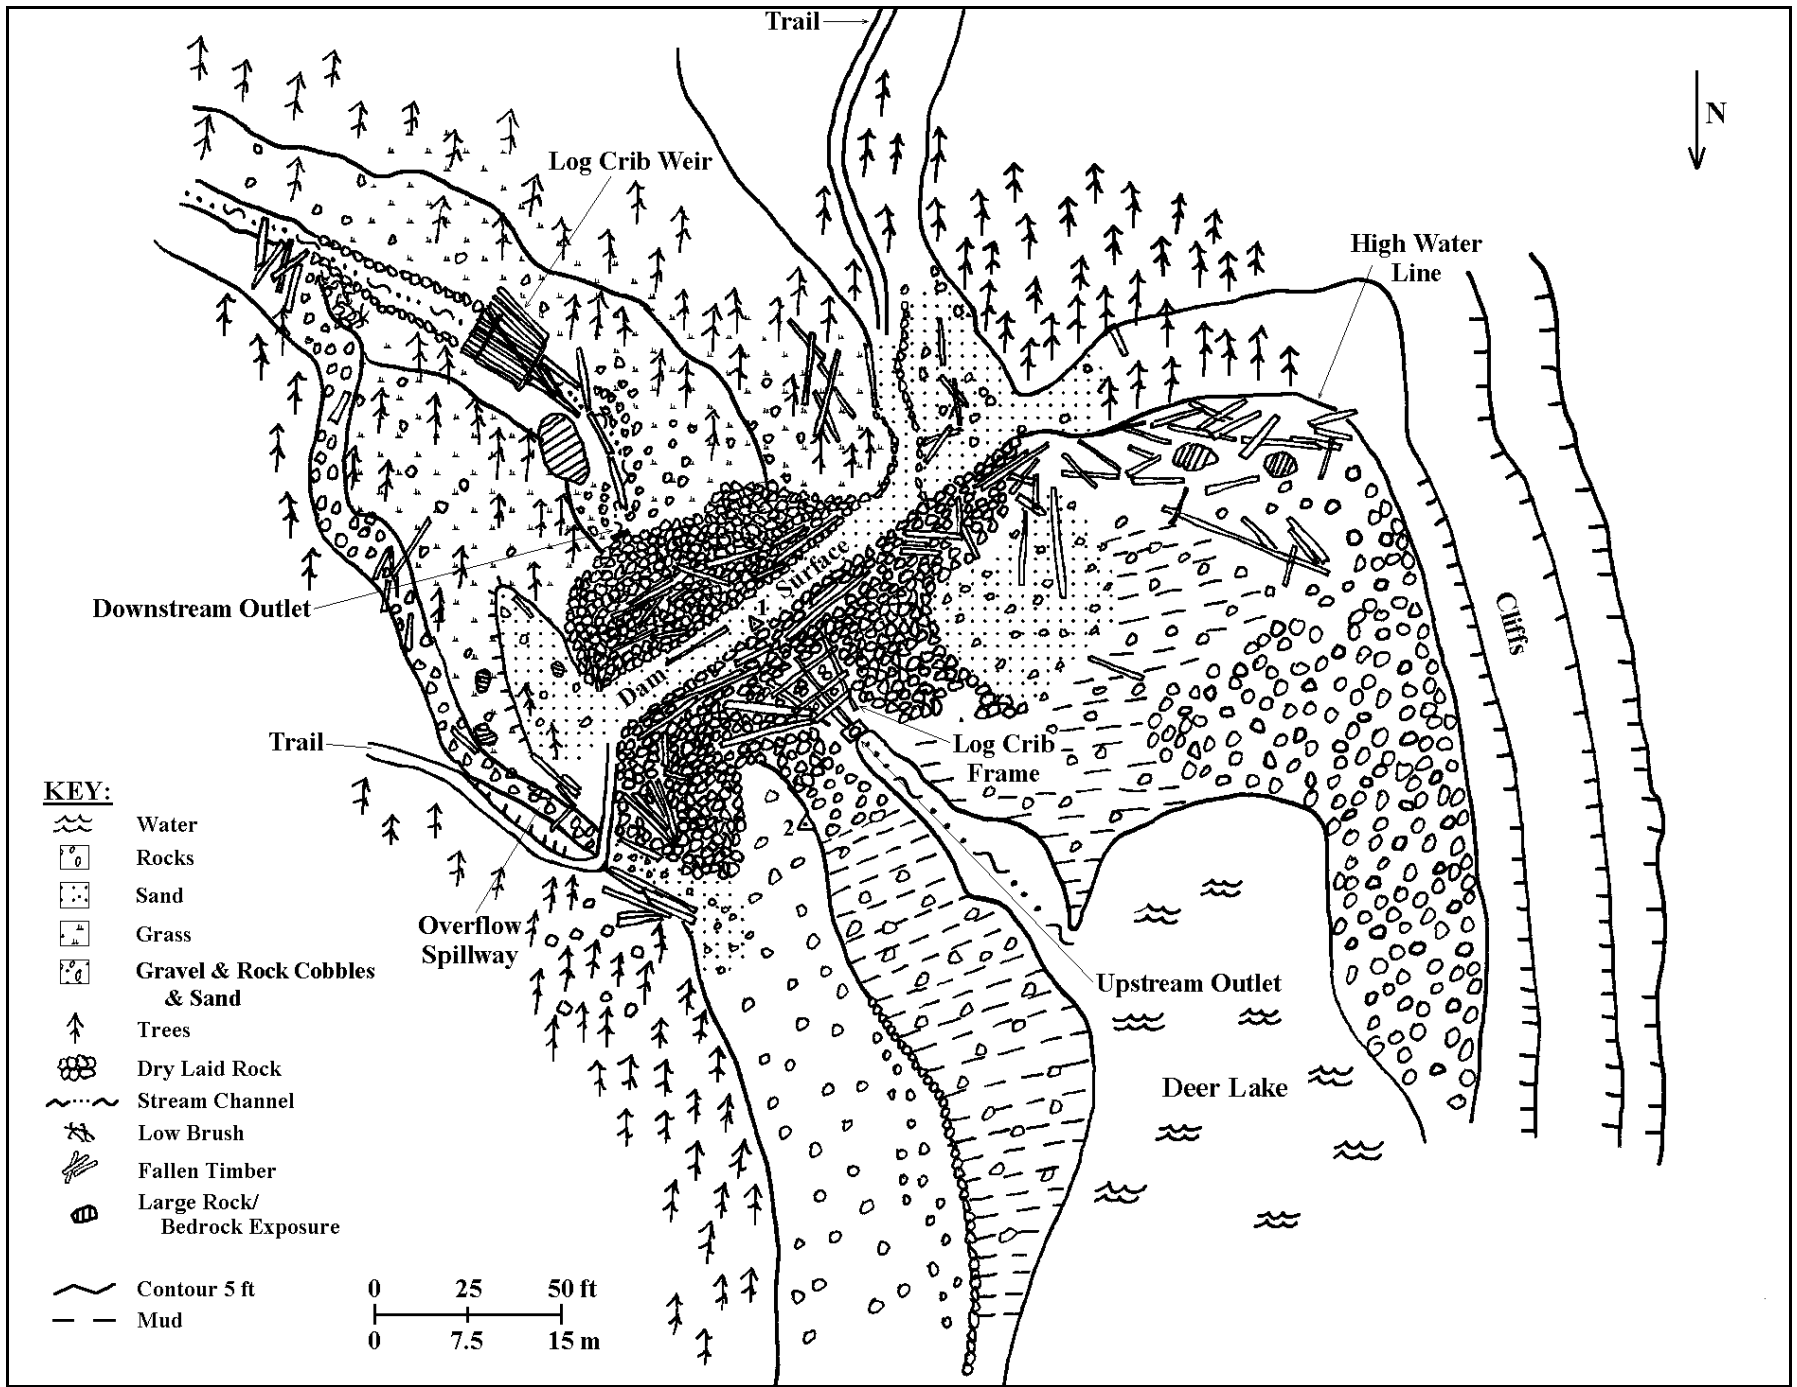 Trail
N
Log Crib Weir
High Water
Line
Downstream Outlet
1
Dam Surface
Cliffs
Trail
Log Crib
Frame
2
Overflow
Spillway
Upstream Outlet
Deer Lake
KEY:
Water
Rocks
Sand
Grass
Gravel & Rock Cobbles
& Sand
Trees
Dry Laid Rock
Stream Channel
Low Brush
Fallen Timber
Large Rock/
Bedrock Exposure
Contour 5 ft
Mud
0 25 50 ft
0 7.5 15 m